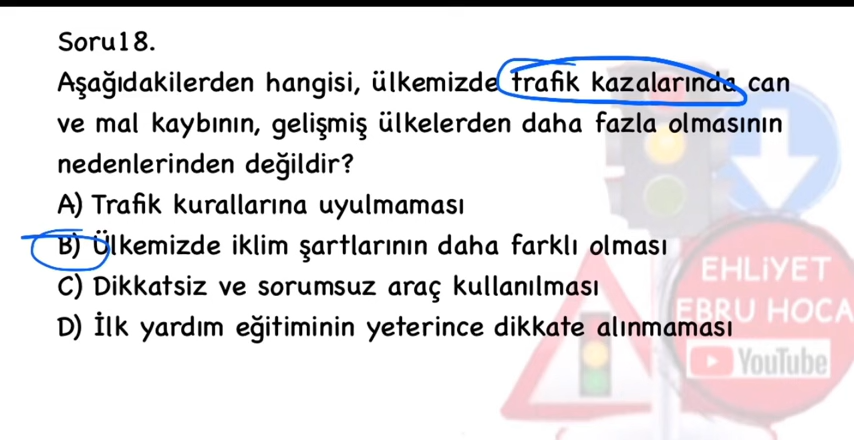 Soru18.
Aşağıdakilerden hangisi, ülkemizde trafik kazalarında can
ve mal kaybının, gelişmiş ülkelerden daha fazla olmasının
nedenlerinden değildir?
A) Trafik kurallarına uyulmaması
B) Ülkemizde iklim şartlarının daha farklı olması
C) Dikkatsiz ve sorumsuz araç kullanılması
D) İlk yardım eğitiminin yeterince dikkate alınmaması
EHLİYET
EBRU HOCA
YouTube